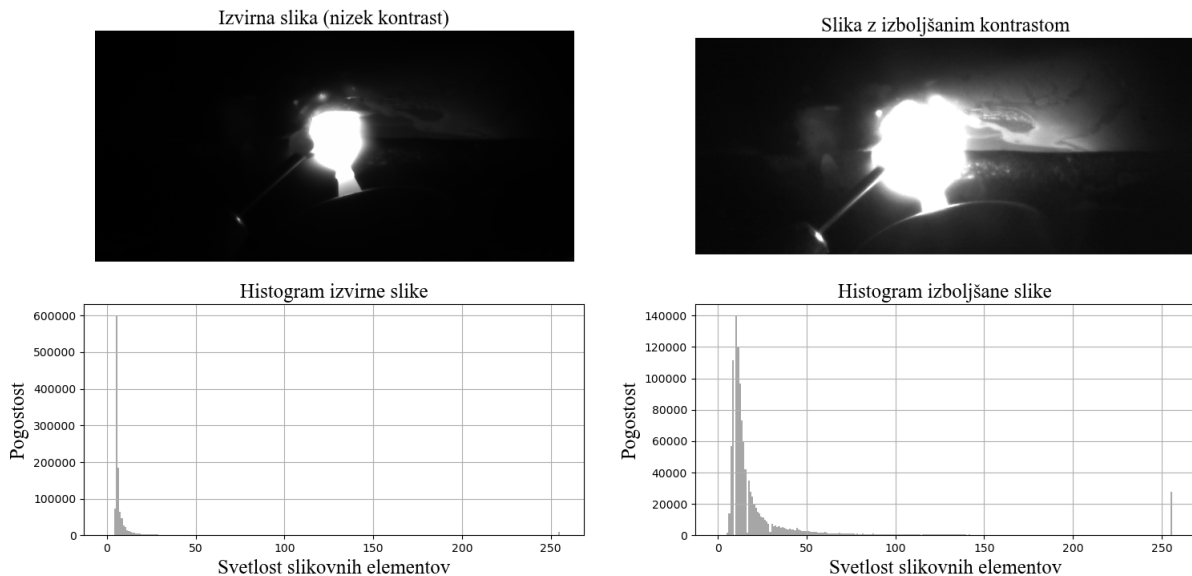 Izvirna slika (nizek kontrast)
Slika z izboljšanim kontrastom
Histogram izvirne slike
600000
500000
400000
300000
200000
100000
0
Pogostost
0 50 100 150 200 250
Svetlost slikovnih elementov
Histogram izboljšane slike
140000
120000
100000
80000
60000
40000
20000
0
Pogostost
0 50 100 150 200 250
Svetlost slikovnih elementov